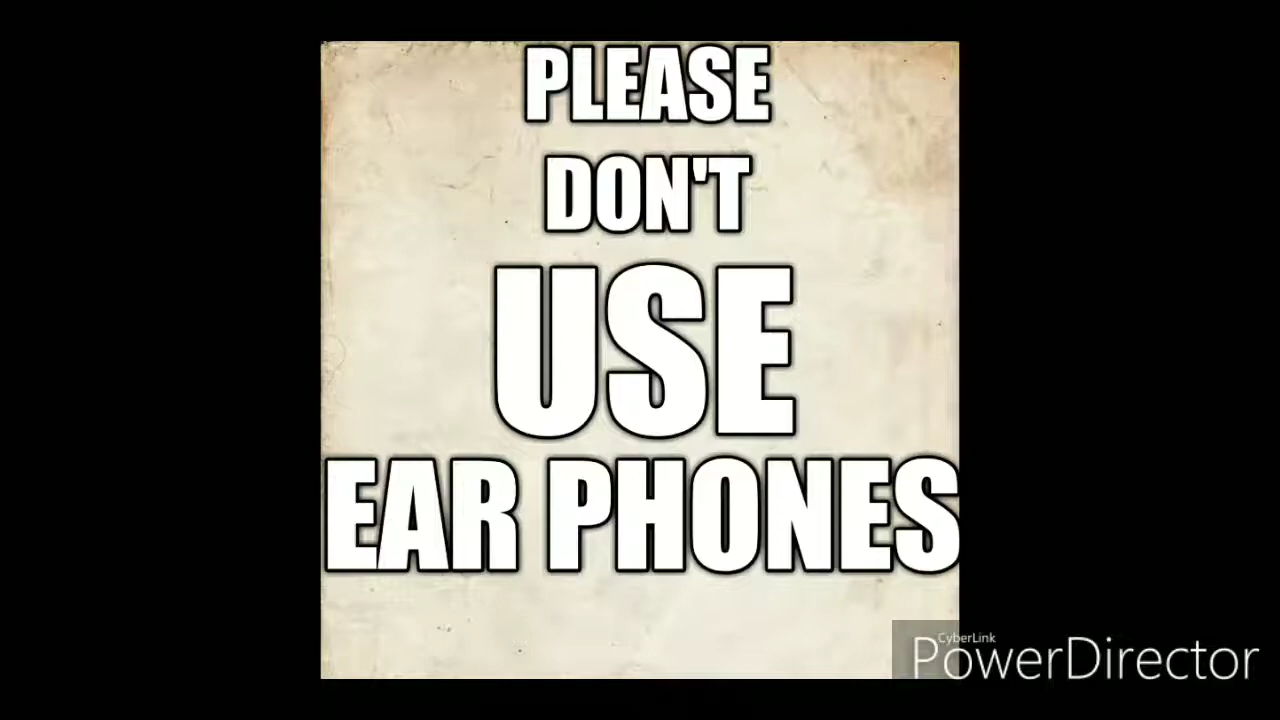 PLEASE
DON'T
USE
EAR PHONES
CyberLink
PowerDirector